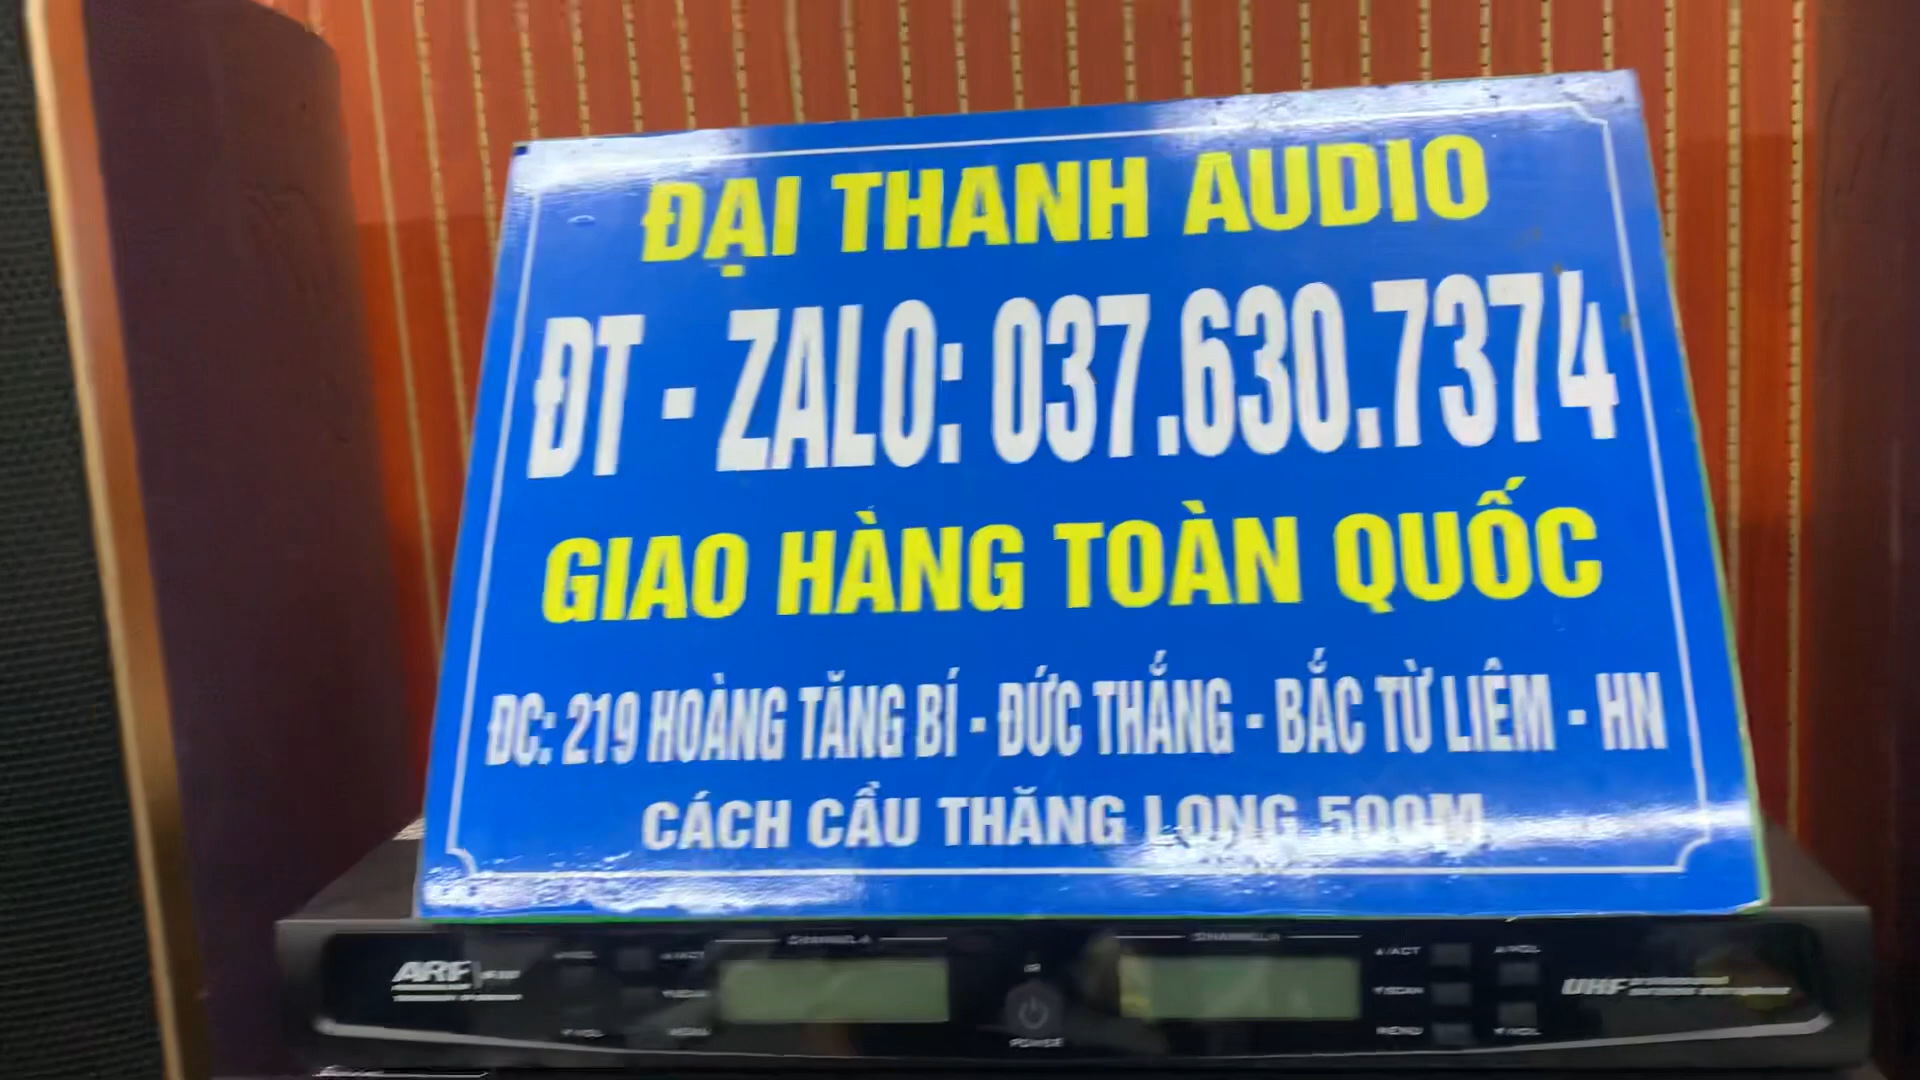 ĐẠI THANH AUDIO
ĐT - ZALO: 037.630.7374
GIAO HÀNG TOÀN QUỐC
ĐC: 219 HOÀNG TĂNG BÍ - ĐỨC THẮNG - BẮC TỪ LIÊM - HN
CÁCH CẦU THĂNG LONG 500M
ARF
UHF
POWER
MENU